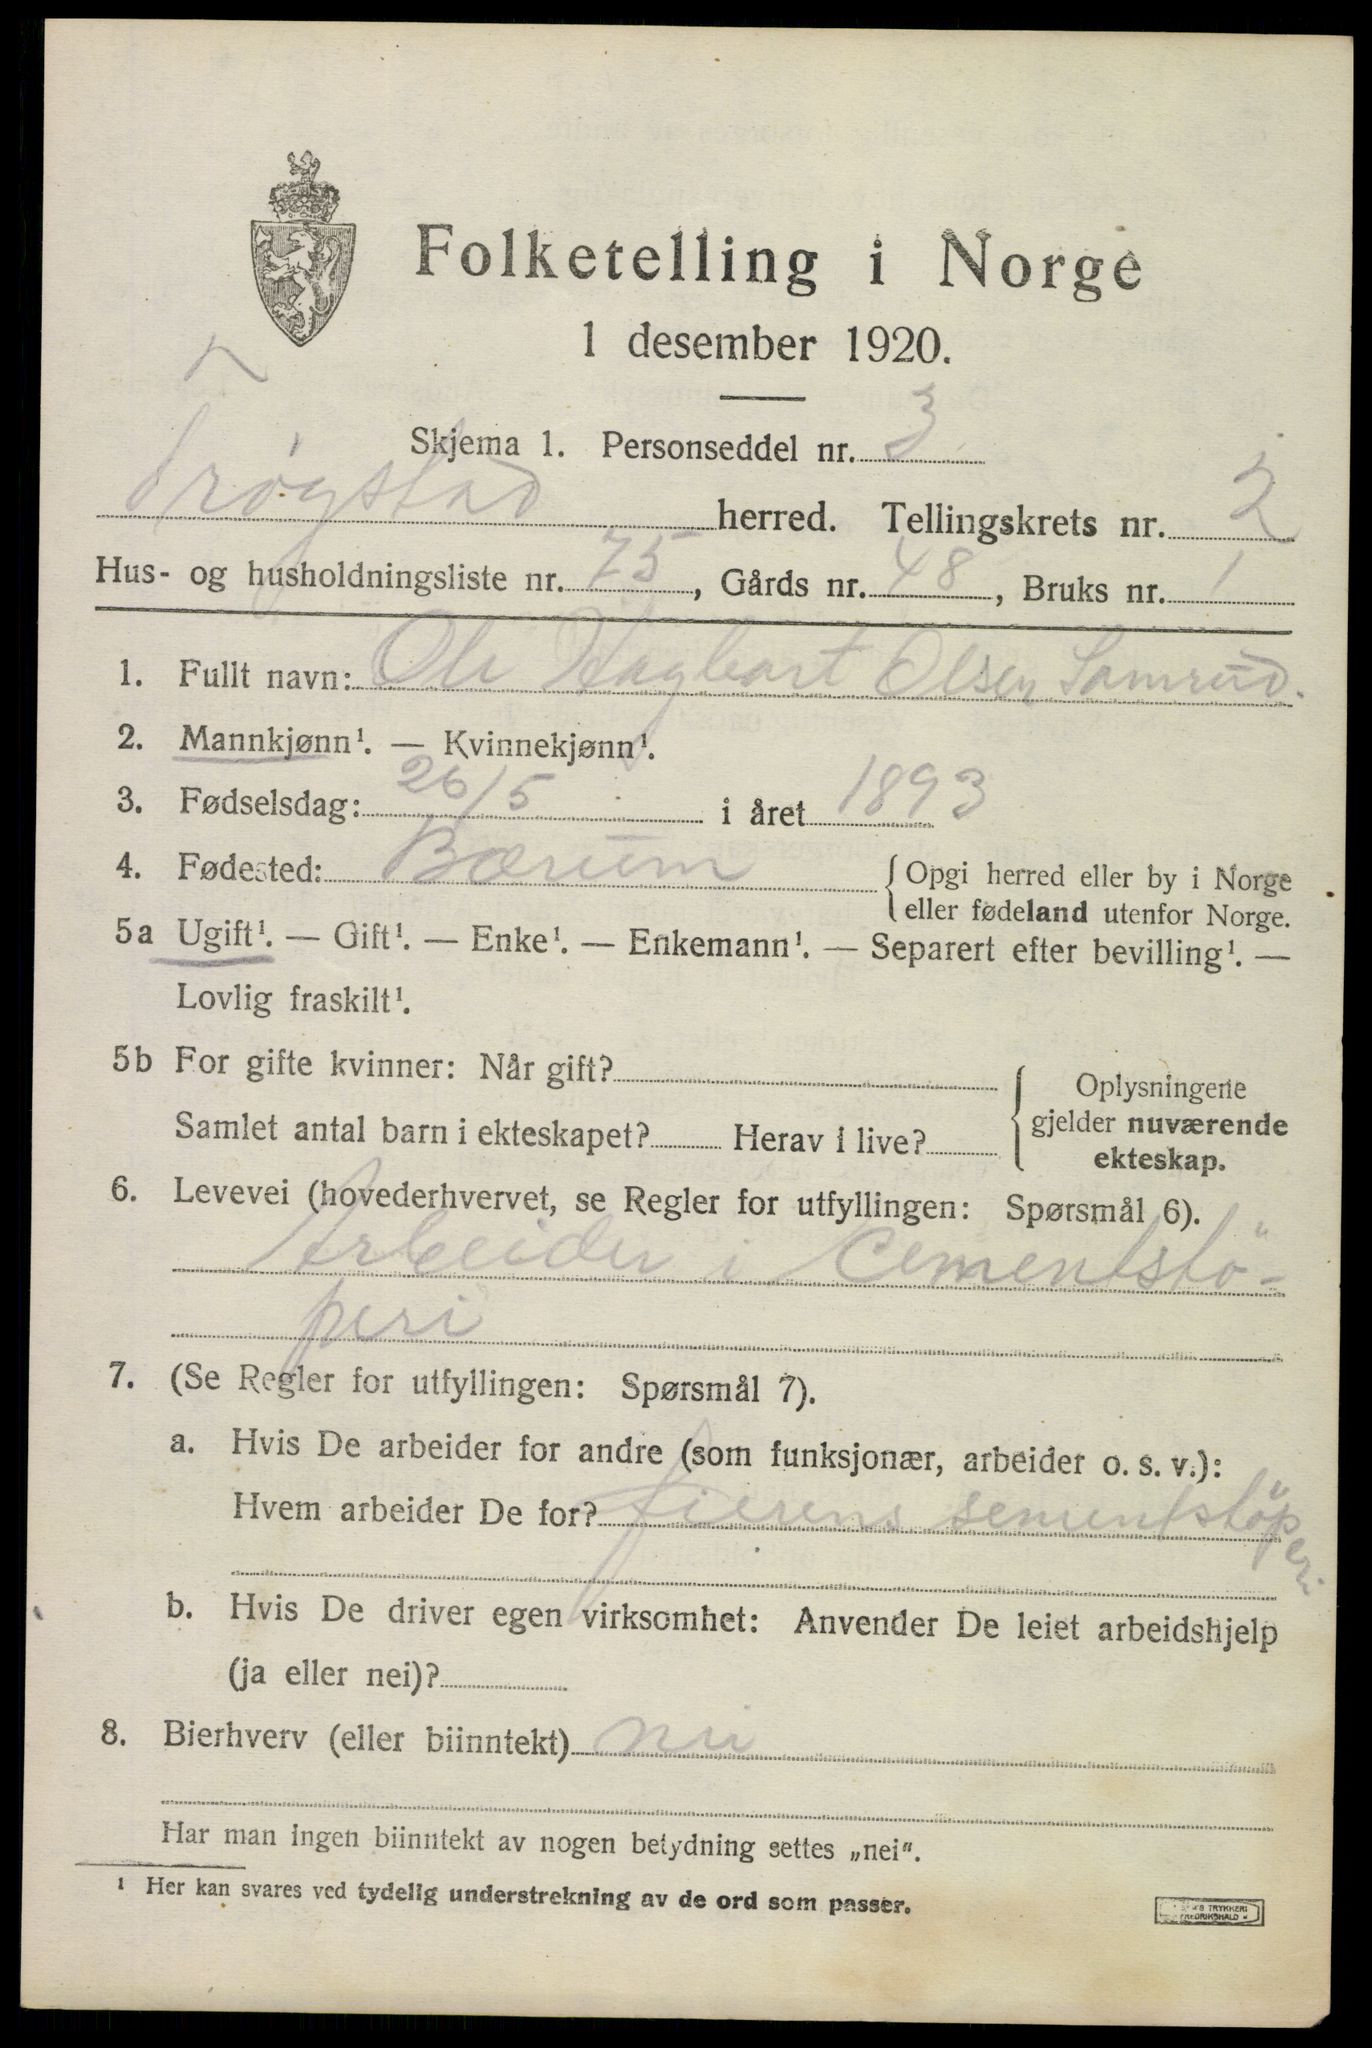 Folketelling i Norge
1 desember 1920.
Skjema 1. Personseddel nr. 3
Trøgstad herred. Tellingskrets nr. 2
Hus- og husholdningsliste nr. 75, Gårds nr. 48, Bruks nr. 1
1. Fullt navn: Ole Hagbart Olsen Samrud.
2. Mannkjønn¹. — Kvinnekjønn¹.
3. Fødselsdag: 26/5 i året 1893
4. Fødested: Bærum {Opgi herred eller by i Norge
eller fødeland utenfor Norge.
5a Ugift¹. — Gift¹. — Enke¹. — Enkemann¹. — Separert efter bevilling¹. —
Lovlig fraskilt¹.
5b For gifte kvinner: Når gift?
Samlet antal barn i ekteskapet? Herav i live?
{Oplysningene
gjelder nuværende
ekteskap.
6. Levevei (hovederhvervet, se Regler for utfyllingen: Spørsmål 6).
Arbeider i Cementstö-
peri
7. (Se Regler for utfyllingen: Spørsmål 7).
a. Hvis De arbeider for andre (som funksjonær, arbeider o. s. v.):
Hvem arbeider De for? sementstöperi
b. Hvis De driver egen virksomhet: Anvender De leiet arbeidshjelp
(ja eller nei)?
8. Bierhverv (eller biinntekt) nei
Har man ingen biinntekt av nogen betydning settes „nei".
¹ Her kan svares ved tydelig understrekning av de ord som passer.
TRYKKERI
FREDRIKSHALD